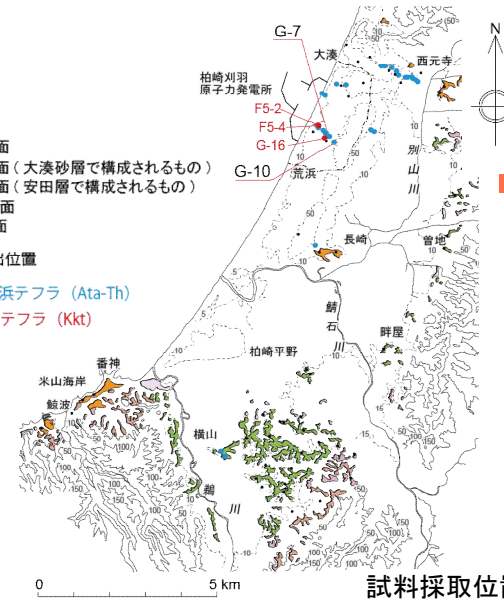 G-7
大湊
西元寺
柏崎刈羽
原子力発電所
F5-2
F5-4
G-16
G-10
荒浜
別山川
N
面
面(大湊砂層で構成されるもの)
面(安田層で構成されるもの)
面
面
位置
浜テフラ (Ata-Th)
テフラ (Kkt)
長崎
曽地
鯖石川
畔屋
柏崎平野
番神
米山海岸
鯨波
横山
鵜川
0 5 km
試料採取位